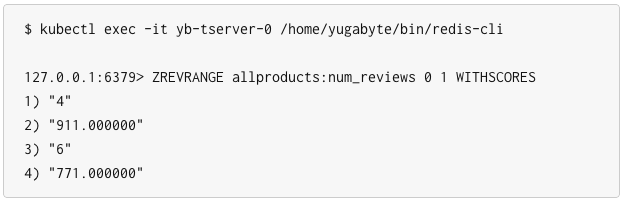 $ kubectl exec -it yb-tserver-0 /home/yugabyte/bin/redis-cli
127.0.0.1:6379> ZREVRANGE allproducts:num_reviews 0 1 WITHSCORES
1) "4"
2) "911.000000"
3) "6"
4) "771.000000"